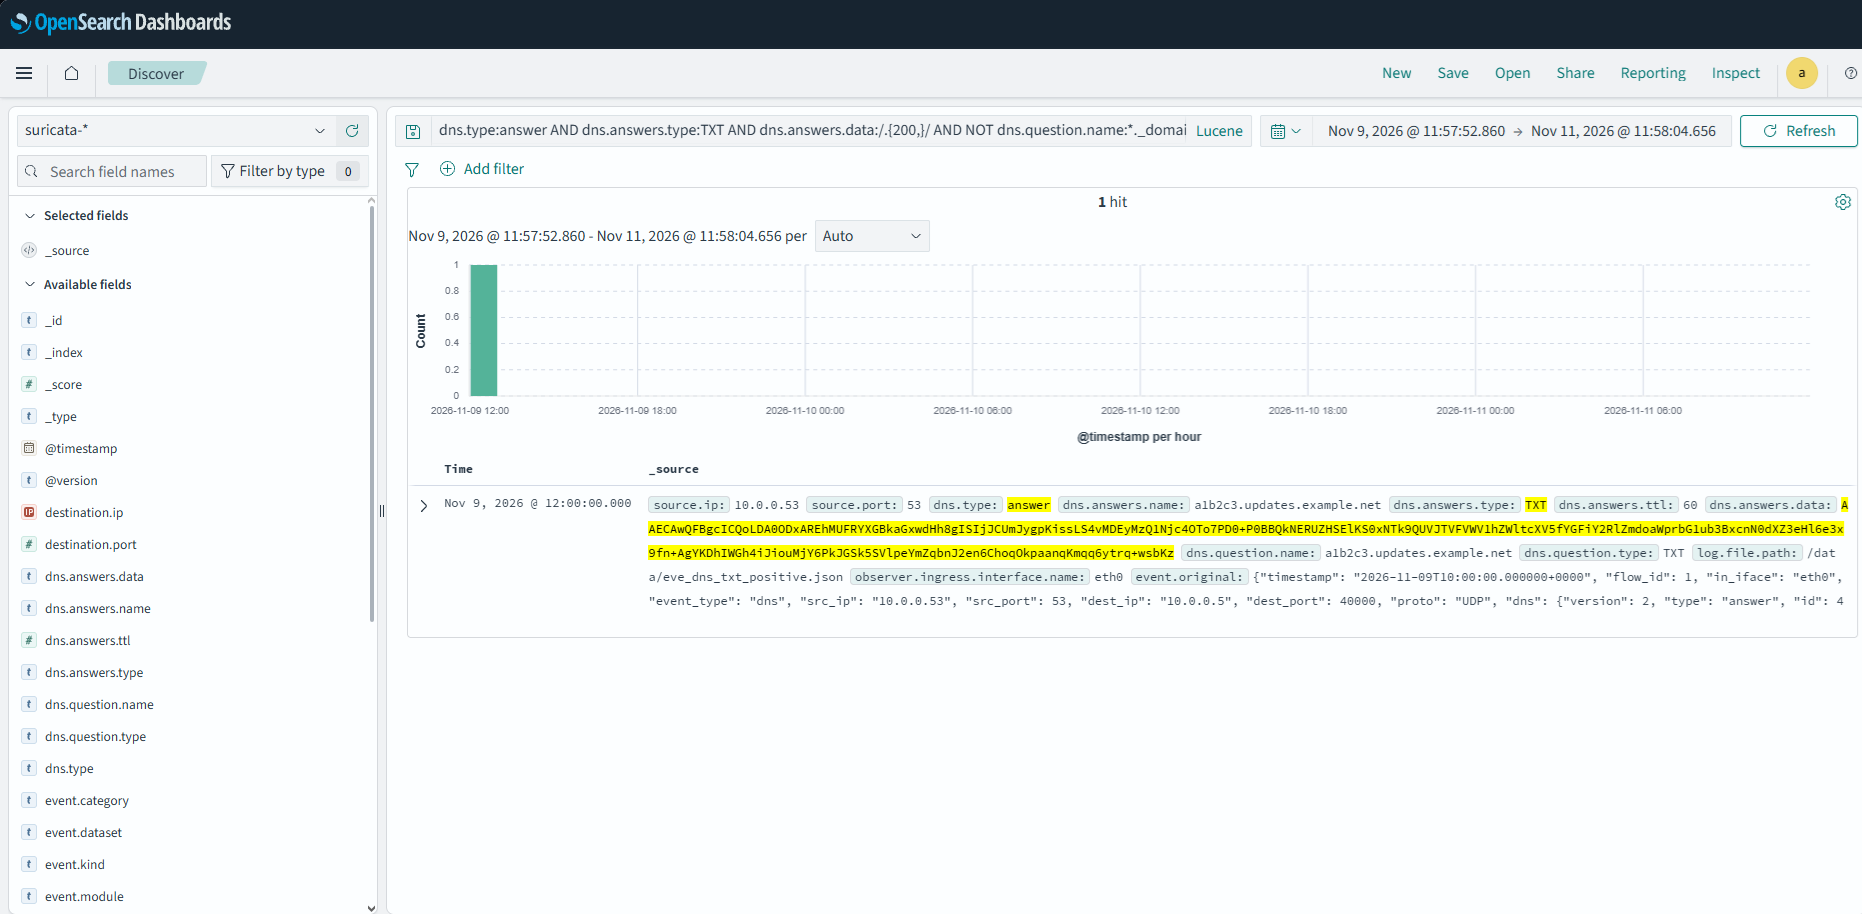 OpenSearch Dashboards
Discover
New Save Open Share Reporting Inspect a
suricata-*
dns.type:answer AND dns.answers.type:TXT AND dns.answers.data:/.{200,}/ AND NOT dns.question.name:*._domai
Lucene
Nov 9, 2026 @ 11:57:52.860 → Nov 11, 2026 @ 11:58:04.656
Refresh
Search field names
Filter by type 0
Add filter
Selected fields
_source
Available fields
_id
_index
_score
_type
@timestamp
@version
destination.ip
destination.port
dns.answers.data
dns.answers.name
dns.answers.ttl
dns.answers.type
dns.question.name
dns.question.type
dns.type
event.category
event.dataset
event.kind
event.module
1 hit
Nov 9, 2026 @ 11:57:52.860 - Nov 11, 2026 @ 11:58:04.656 per Auto
Count
1
0.8
0.6
0.4
0.2
0
2026-11-09 12:00 2026-11-09 18:00 2026-11-10 00:00 2026-11-10 06:00 2026-11-10 12:00 2026-11-10 18:00 2026-11-11 00:00 2026-11-11 06:00
@timestamp per hour
Time _source
Nov 9, 2026 @ 12:00:00.000 source.ip: 10.0.0.53 source.port: 53 dns.type: answer dns.answers.name: a1b2c3.updates.example.net dns.answers.type: TXT dns.answers.ttl: 60 dns.answers.data: A
dns.question.name: a1b2c3.updates.example.net dns.question.type: TXT log.file.path: /dat
a/eve_dns_txt_positive.json observer.ingress.interface.name: eth0 event.original: {"timestamp": "2026-11-09T10:00:00.000000+0000", "flow_id": 1, "in_iface": "eth0",
"event_type": "dns", "src_ip": "10.0.0.53", "src_port": 53, "dest_ip": "10.0.0.5", "dest_port": 40000, "proto": "UDP", "dns": {"version": 2, "type": "answer", "id": 4